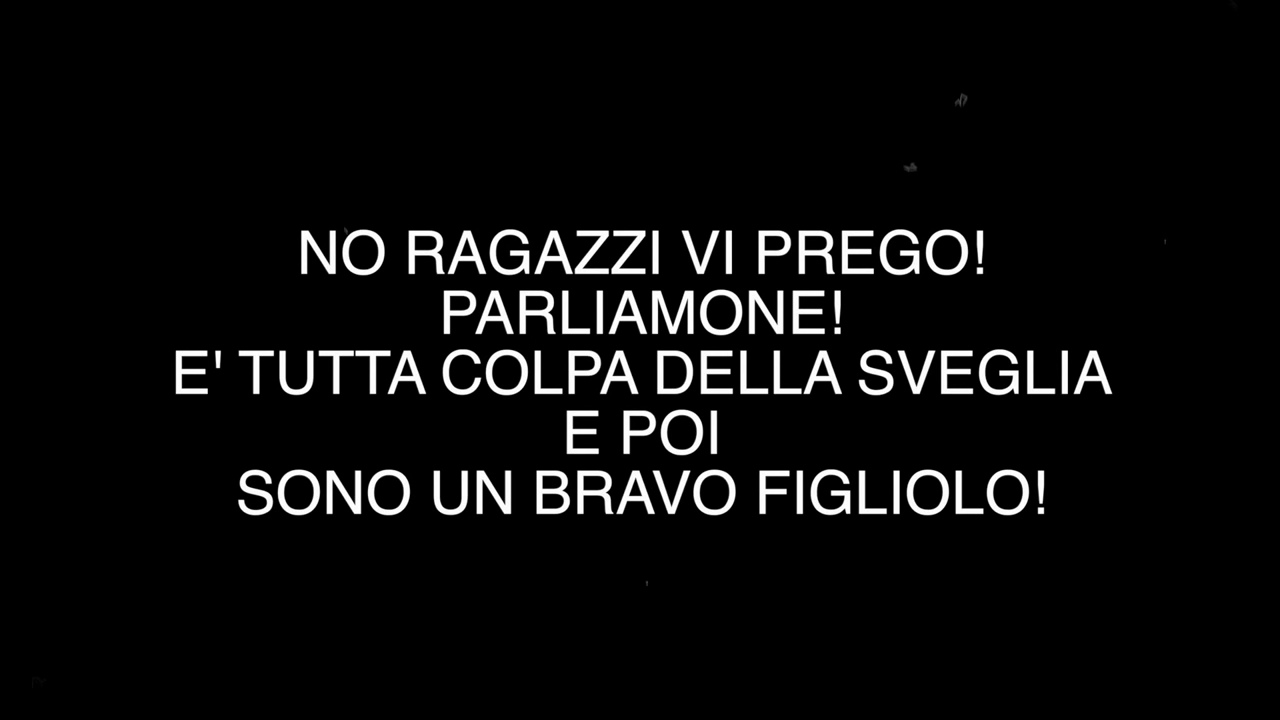 NO RAGAZZI VI PREGO!
PARLIAMONE!
E' TUTTA COLPA DELLA SVEGLIA
E POI
SONO UN BRAVO FIGLIOLO!